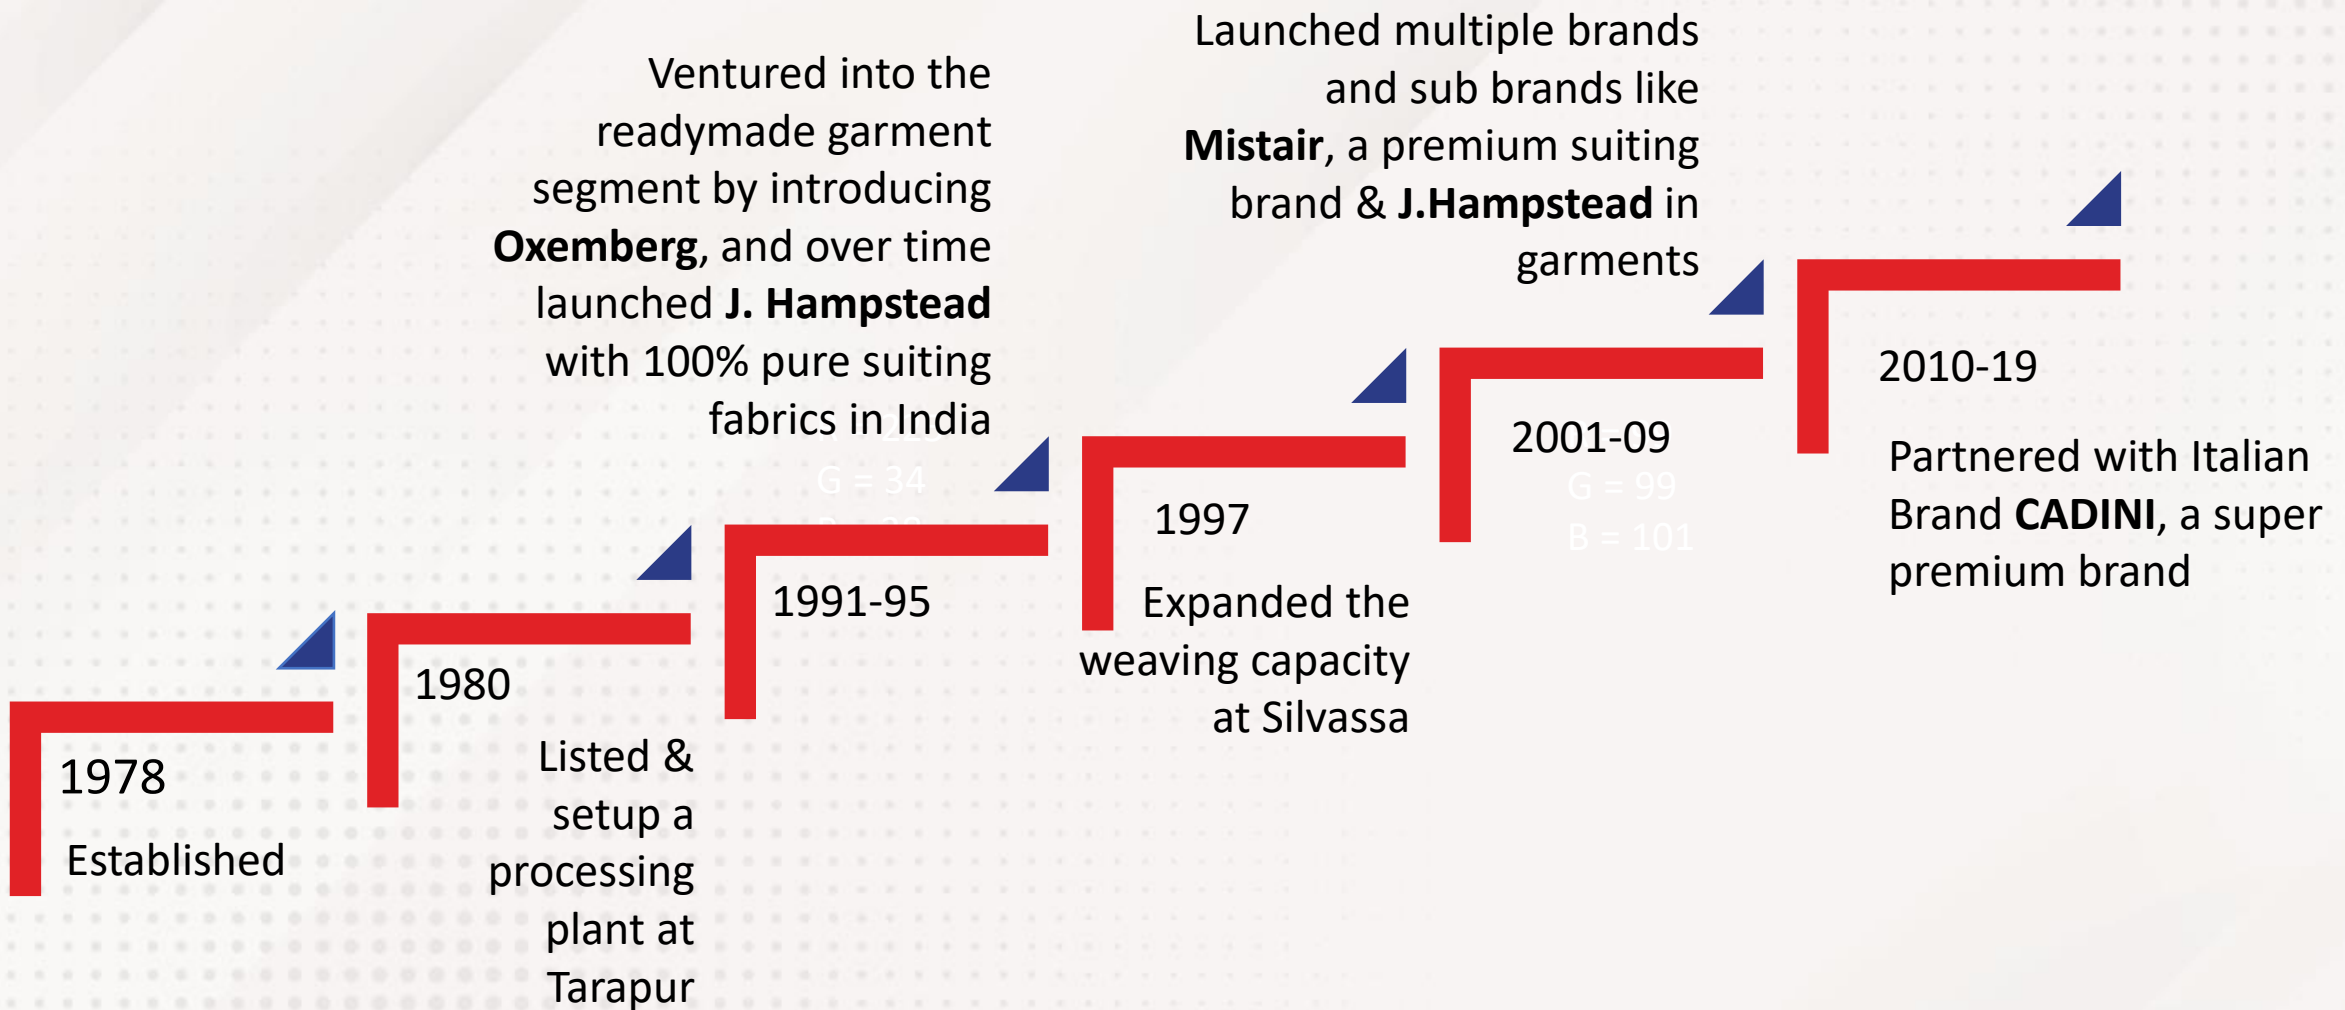 1978
Established
1980
Listed &
setup a
processing
plant at
Tarapur
Ventured into the
readymade garment
segment by introducing
Oxemberg, and over time
launched J. Hampstead
with 100% pure suiting
fabrics in India
1991-95
G = 34
1997
Expanded the
weaving capacity
at Silvassa
Launched multiple brands
and sub brands like
Mistair, a premium suiting
brand & J.Hampstead in
garments
2001-09
G = 99
B = 101
2010-19
Partnered with Italian
Brand CADINI, a super
premium brand